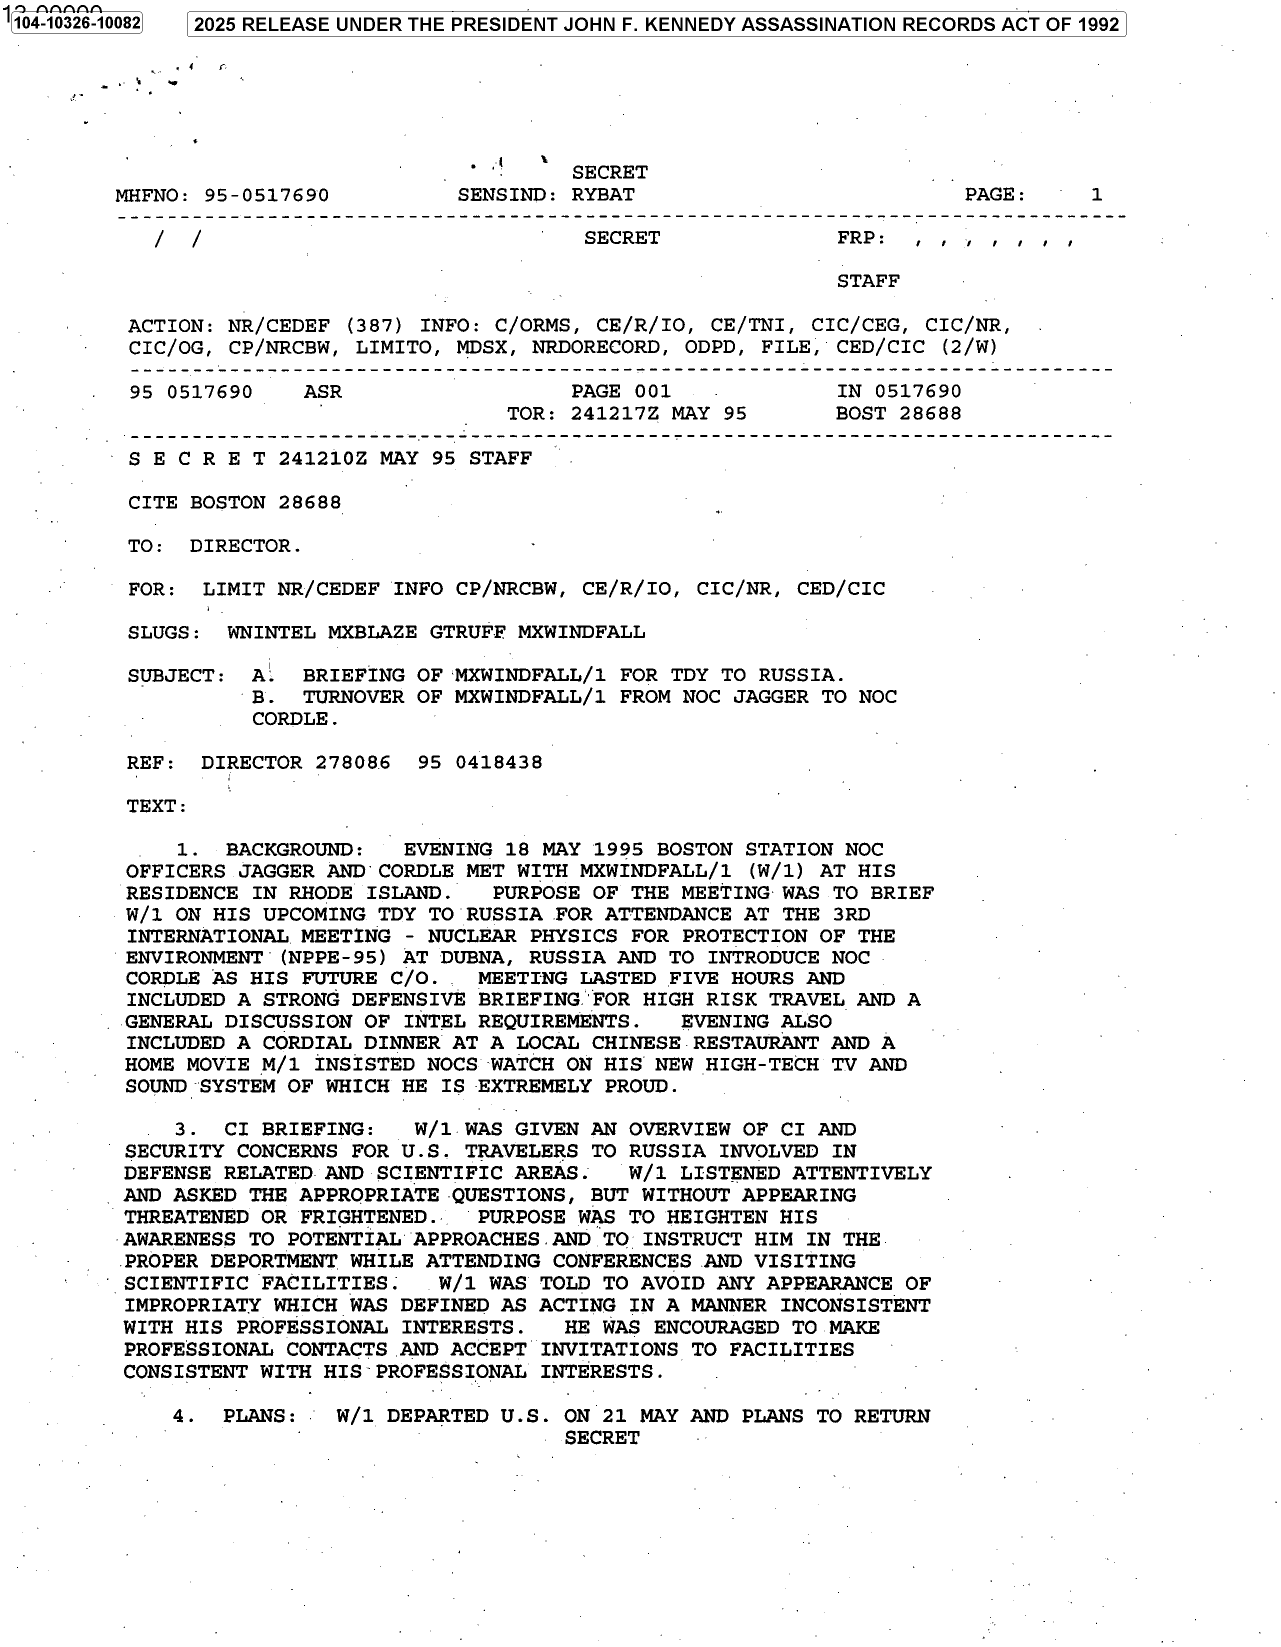 104-10326-10082
2025 RELEASE UNDER THE PRESIDENT JOHN F. KENNEDY ASSASSINATION RECORDS ACT OF 1992
SECRET
MHFNO: 95-0517690 SENSIND: RYBAT PAGE: 1
--------------------------------------------------------------------------------
/ / SECRET FRP: , , , , , , ,
STAFF
ACTION: NR/CEDEF (387) INFO: C/ORMS, CE/R/IO, CE/TNI, CIC/CEG, CIC/NR,
CIC/OG, CP/NRCBW, LIMITO, MDSX, NRDORECORD, ODPD, FILE, CED/CIC (2/W)
------------------------------------------------------------------------------
95 0517690 ASR PAGE 001 IN 0517690
TOR: 241217Z MAY 95 BOST 28688
------------------------------------------------------------------------------
S E C R E T 241210Z MAY 95 STAFF
CITE BOSTON 28688
TO: DIRECTOR.
FOR: LIMIT NR/CEDEF INFO CP/NRCBW, CE/R/IO, CIC/NR, CED/CIC
SLUGS: WNINTEL MXBLAZE GTRUFF MXWINDFALL
SUBJECT: A. BRIEFING OF MXWINDFALL/1 FOR TDY TO RUSSIA.
B. TURNOVER OF MXWINDFALL/1 FROM NOC JAGGER TO NOC
CORDLE.
REF: DIRECTOR 278086 95 0418438
TEXT:
1. BACKGROUND: EVENING 18 MAY 1995 BOSTON STATION NOC
OFFICERS JAGGER AND CORDLE MET WITH MXWINDFALL/1 (W/1) AT HIS
RESIDENCE IN RHODE ISLAND. PURPOSE OF THE MEETING WAS TO BRIEF
W/1 ON HIS UPCOMING TDY TO RUSSIA FOR ATTENDANCE AT THE 3RD
INTERNATIONAL MEETING - NUCLEAR PHYSICS FOR PROTECTION OF THE
ENVIRONMENT (NPPE-95) AT DUBNA, RUSSIA AND TO INTRODUCE NOC
CORDLE AS HIS FUTURE C/O. MEETING LASTED FIVE HOURS AND
INCLUDED A STRONG DEFENSIVE BRIEFING FOR HIGH RISK TRAVEL AND A
GENERAL DISCUSSION OF INTEL REQUIREMENTS. EVENING ALSO
INCLUDED A CORDIAL DINNER AT A LOCAL CHINESE RESTAURANT AND A
HOME MOVIE M/1 INSISTED NOCS WATCH ON HIS NEW HIGH-TECH TV AND
SOUND SYSTEM OF WHICH HE IS EXTREMELY PROUD.
3. CI BRIEFING: W/1 WAS GIVEN AN OVERVIEW OF CI AND
SECURITY CONCERNS FOR U.S. TRAVELERS TO RUSSIA INVOLVED IN
DEFENSE RELATED AND SCIENTIFIC AREAS. W/1 LISTENED ATTENTIVELY
AND ASKED THE APPROPRIATE QUESTIONS, BUT WITHOUT APPEARING
THREATENED OR FRIGHTENED. PURPOSE WAS TO HEIGHTEN HIS
AWARENESS TO POTENTIAL APPROACHES AND TO INSTRUCT HIM IN THE
PROPER DEPORTMENT WHILE ATTENDING CONFERENCES AND VISITING
SCIENTIFIC FACILITIES. W/1 WAS TOLD TO AVOID ANY APPEARANCE OF
IMPROPRIATY WHICH WAS DEFINED AS ACTING IN A MANNER INCONSISTENT
WITH HIS PROFESSIONAL INTERESTS. HE WAS ENCOURAGED TO MAKE
PROFESSIONAL CONTACTS AND ACCEPT INVITATIONS TO FACILITIES
CONSISTENT WITH HIS PROFESSIONAL INTERESTS.
4. PLANS: W/1 DEPARTED U.S. ON 21 MAY AND PLANS TO RETURN
SECRET